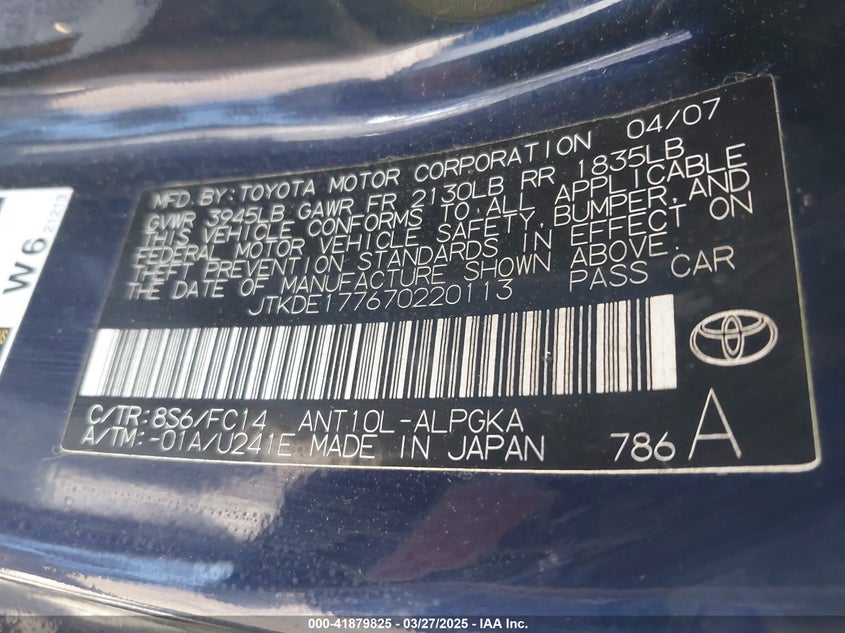 MFD. BY: TOYOTA MOTOR CORPORATION 04/07
GVWR 3945LB GAWR FR 2130LB RR 1835LB
THIS VEHICLE CONFORMS TO ALL APPLICABLE
FEDERAL MOTOR VEHICLE SAFETY, BUMPER, AND
THEFT PREVENTION STANDARDS IN EFFECT ON
THE DATE OF MANUFACTURE SHOWN ABOVE.
JTKDE177670220113 PASS CAR
C/TR: 8S6/FC14 ANT10L-ALPGKA
A/TM: -01A/U241E MADE IN JAPAN 786 A
W6 21213
000-41879825 - 03/27/2025 - IAA Inc.